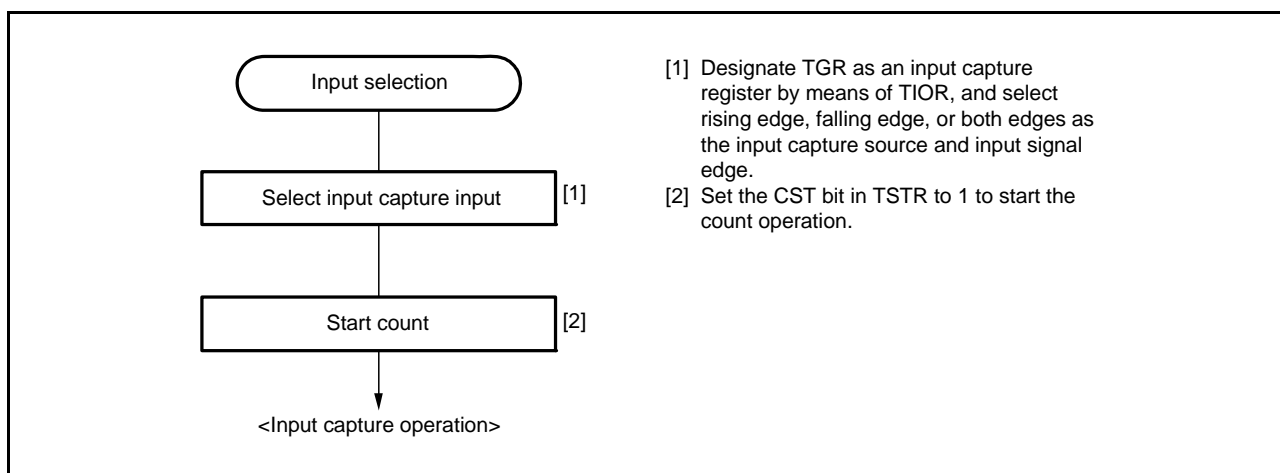 Input selection
Select input capture input
[1]
Start count
[2]
<Input capture operation>
[1] Designate TGR as an input capture
register by means of TIOR, and select
rising edge, falling edge, or both edges as
the input capture source and input signal
edge.
[2] Set the CST bit in TSTR to 1 to start the
count operation.